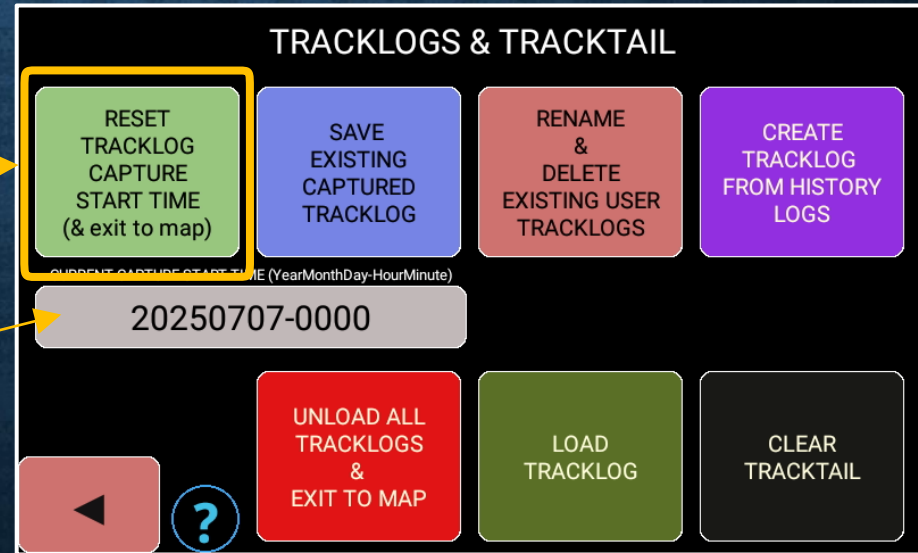 TRACKLOGS & TRACKTAIL
RESET
TRACKLOG
CAPTURE
START TIME
(& exit to map)
SAVE
EXISTING
CAPTURED
TRACKLOG
RENAME
&
DELETE
EXISTING USER
TRACKLOGS
CREATE
TRACKLOG
FROM HISTORY
LOGS
CURRENT CAPTURE START TIME (YearMonthDay-HourMinute)
20250707-0000
UNLOAD ALL
TRACKLOGS
&
EXIT TO MAP
LOAD
TRACKLOG
CLEAR
TRACKTAIL
◀
?